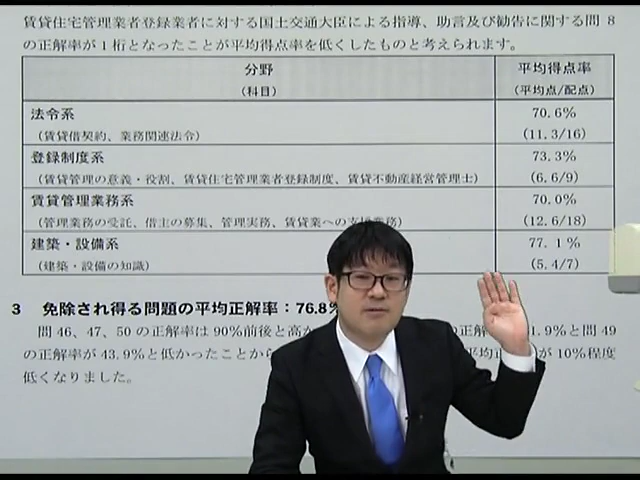 賃貸住宅管理業者登録業者に対する国土交通大臣による指導、助言及び勧告に関する問 8
の正解率が 1 桁となったことが平均得点率を低くしたものと考えられます。
分野
(科目)
平均得点率
(平均点/配点)
法令系
(賃貸借契約、業務関連法令)
70.6%
(11.3/16)
登録制度系
(賃貸管理の意義・役割、賃貸住宅管理業者登録制度、賃貸不動産経営管理士)
73.3%
(6.6/9)
賃貸管理業務系
(管理業務の受託、借主の募集、管理実務、賃貸業への支援業務)
70.0%
(12.6/18)
建築・設備系
(建築・設備の知識)
77.1%
(5.4/7)
3 免除され得る問題の平均正解率：76.8%
問 46、47、50 の正解率は 90%前後と高か の正解 1.9%と問 49
の正解率が 43.9%と低かったことから 平均正 が 10%程度
低くなりました。